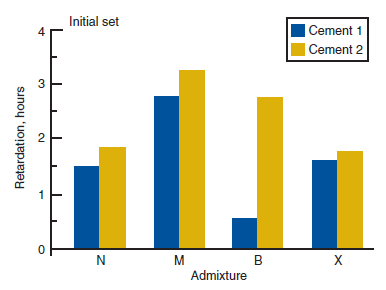 Initial set
Cement 1
Cement 2
Retardation, hours
4
3
2
1
0
N M B X
Admixture